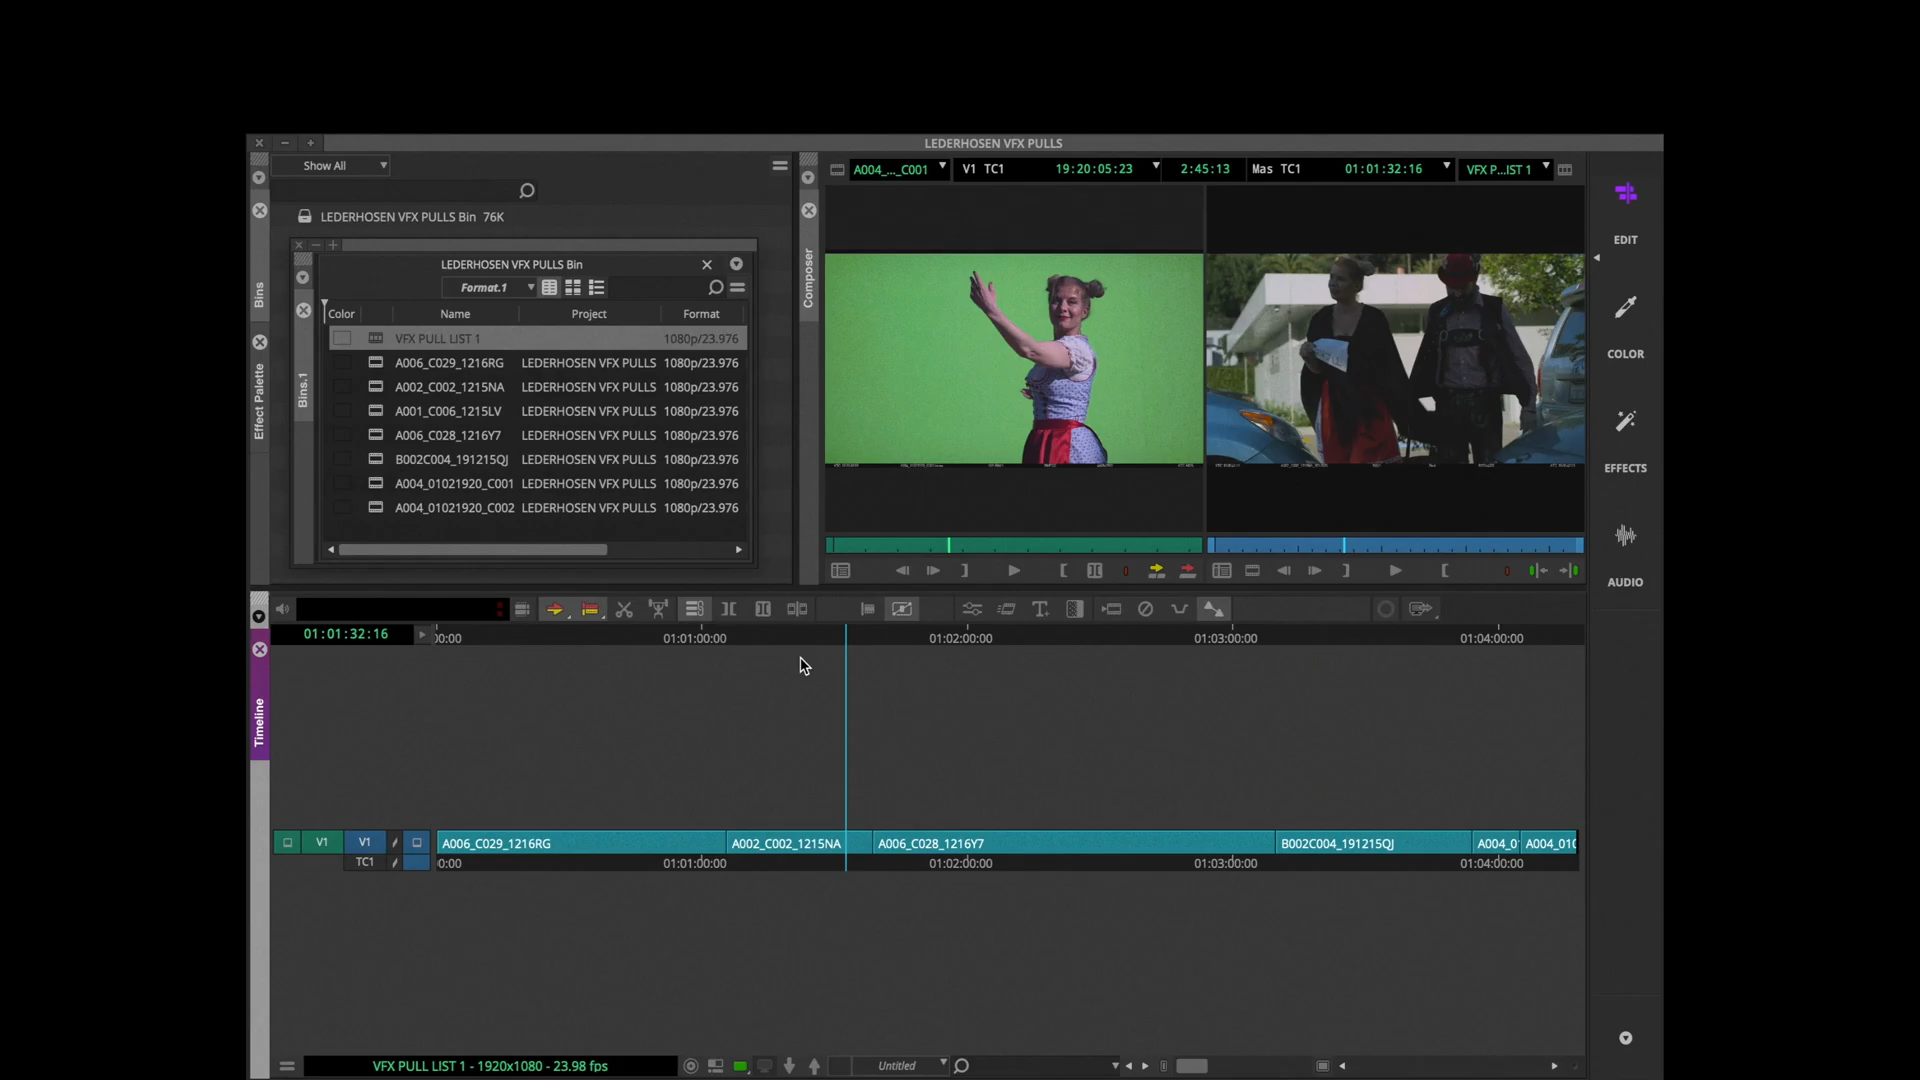 LEDERHOSEN VFX PULLS
Show All
LEDERHOSEN VFX PULLS Bin 76K
LEDERHOSEN VFX PULLS Bin
Format.1
Color Name Project Format
VFX PULL LIST 1 1080p/23.976
A006_C029_1216RG LEDERHOSEN VFX PULLS 1080p/23.976
A002_C002_1215NA LEDERHOSEN VFX PULLS 1080p/23.976
A001_C006_1215LV LEDERHOSEN VFX PULLS 1080p/23.976
A006_C028_1216Y7 LEDERHOSEN VFX PULLS 1080p/23.976
B002C004_191215QJ LEDERHOSEN VFX PULLS 1080p/23.976
A004_01021920_C001 LEDERHOSEN VFX PULLS 1080p/23.976
A004_01021920_C002 LEDERHOSEN VFX PULLS 1080p/23.976
Bins
Effect Palette
Bins.1
Composer
A004_..._C001 V1 TC1 19:20:05:23 2:45:13 Mas TC1 01:01:32:16 VFX P...IST 1
EDIT
COLOR
EFFECTS
AUDIO
Timeline
01:01:32:16
00:00 01:01:00:00 01:02:00:00 01:03:00:00 01:04:00:00
V1 V1 A006_C029_1216RG A002_C002_1215NA A006_C028_1216Y7 B002C004_191215QJ A004_0 A004_010
TC1 0:00 01:01:00:00 01:02:00:00 01:03:00:00 01:04:00:00
VFX PULL LIST 1 - 1920x1080 - 23.98 fps
Untitled